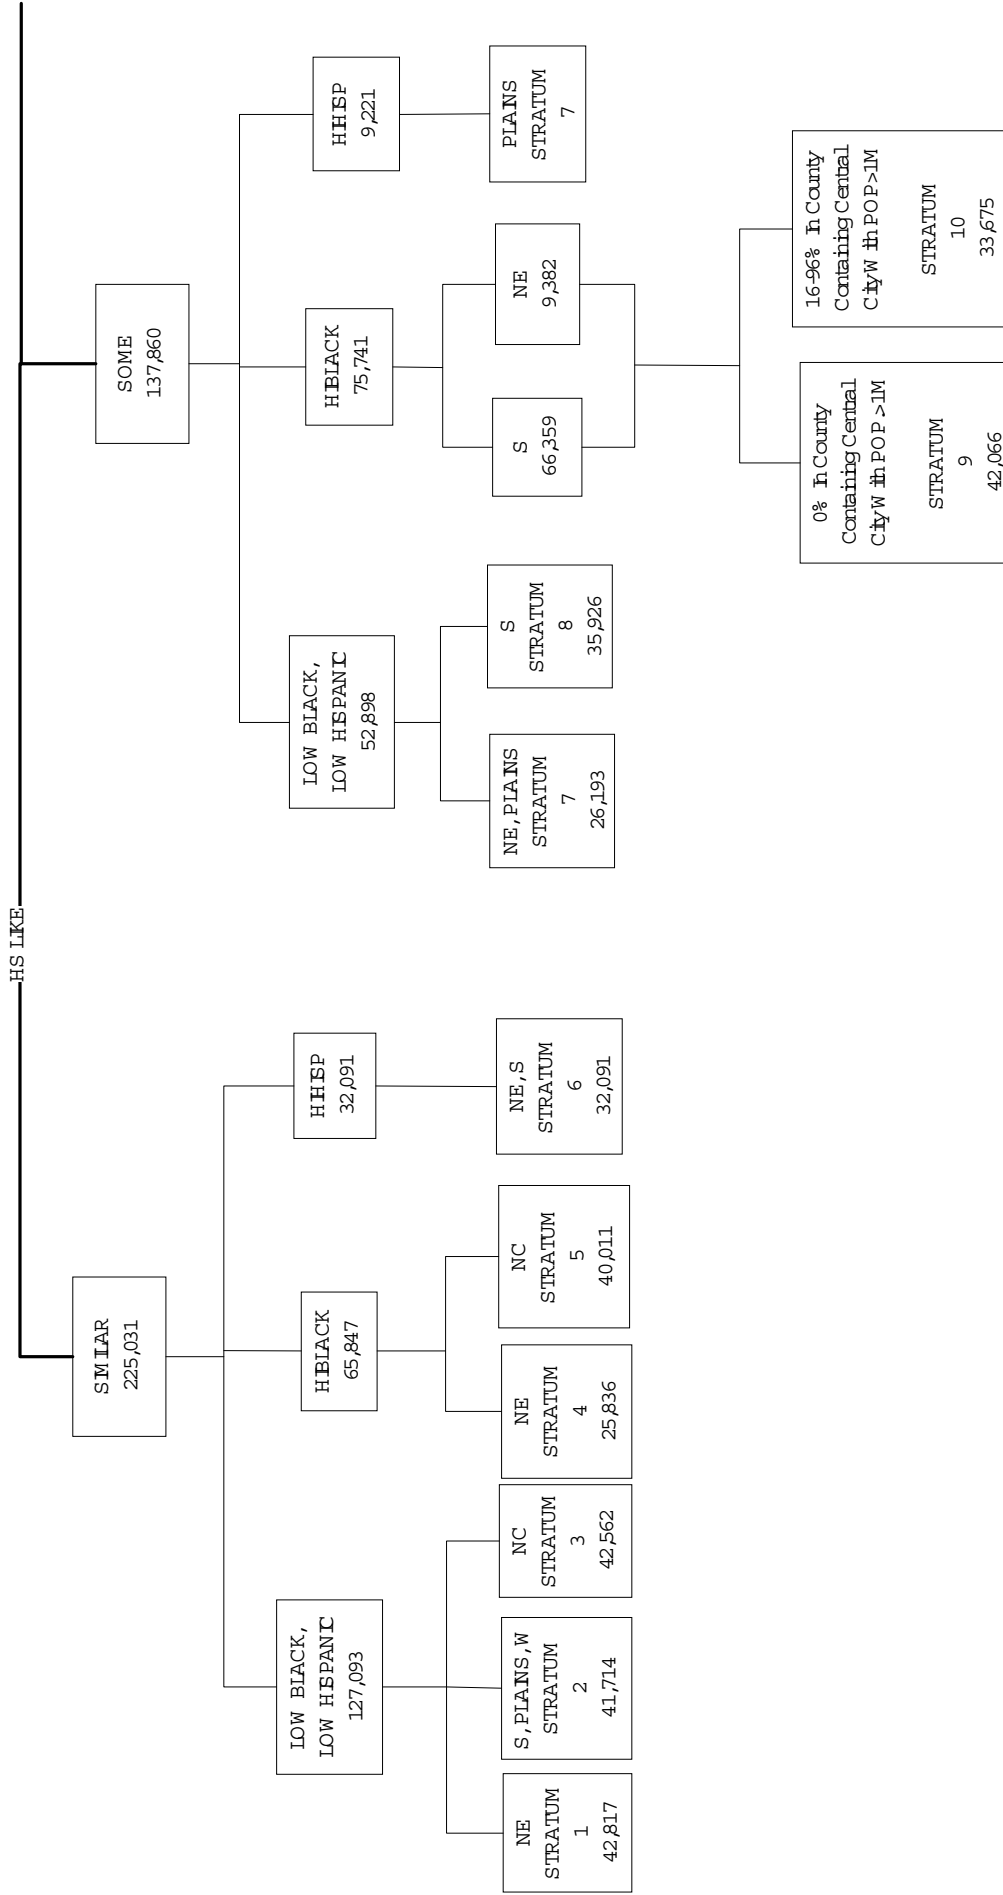 HS LIKE
SIMILAR
225,031
SOME
137,860
LOW BLACK,
LOW HISPANIC
127,093
HI BLACK
65,847
HI HISP
32,091
LOW BLACK,
LOW HISPANIC
52,898
HI BLACK
75,741
HI HISP
9,221
NE
STRATUM
1
42,817
S,PLAINS,W
STRATUM
2
41,714
NC
STRATUM
3
42,562
NE
STRATUM
4
25,836
NC
STRATUM
5
40,011
NE,S
STRATUM
6
32,091
NE,PLAINS
STRATUM
7
26,193
S
STRATUM
8
35,926
S
66,359
NE
9,382
PLAINS
STRATUM
7
0% In County
Containing Central
City With POP.>1M
STRATUM
9
42,066
16-96% In County
Containing Central
City With POP>1M
STRATUM
10
33,675